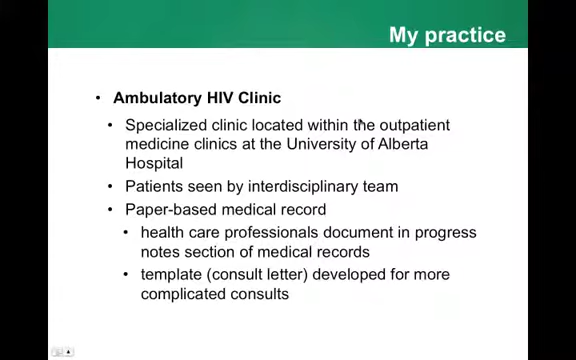 My practice
• Ambulatory HIV Clinic
• Specialized clinic located within the outpatient
medicine clinics at the University of Alberta
Hospital
• Patients seen by interdisciplinary team
• Paper-based medical record
• health care professionals document in progress
notes section of medical records
• template (consult letter) developed for more
complicated consults